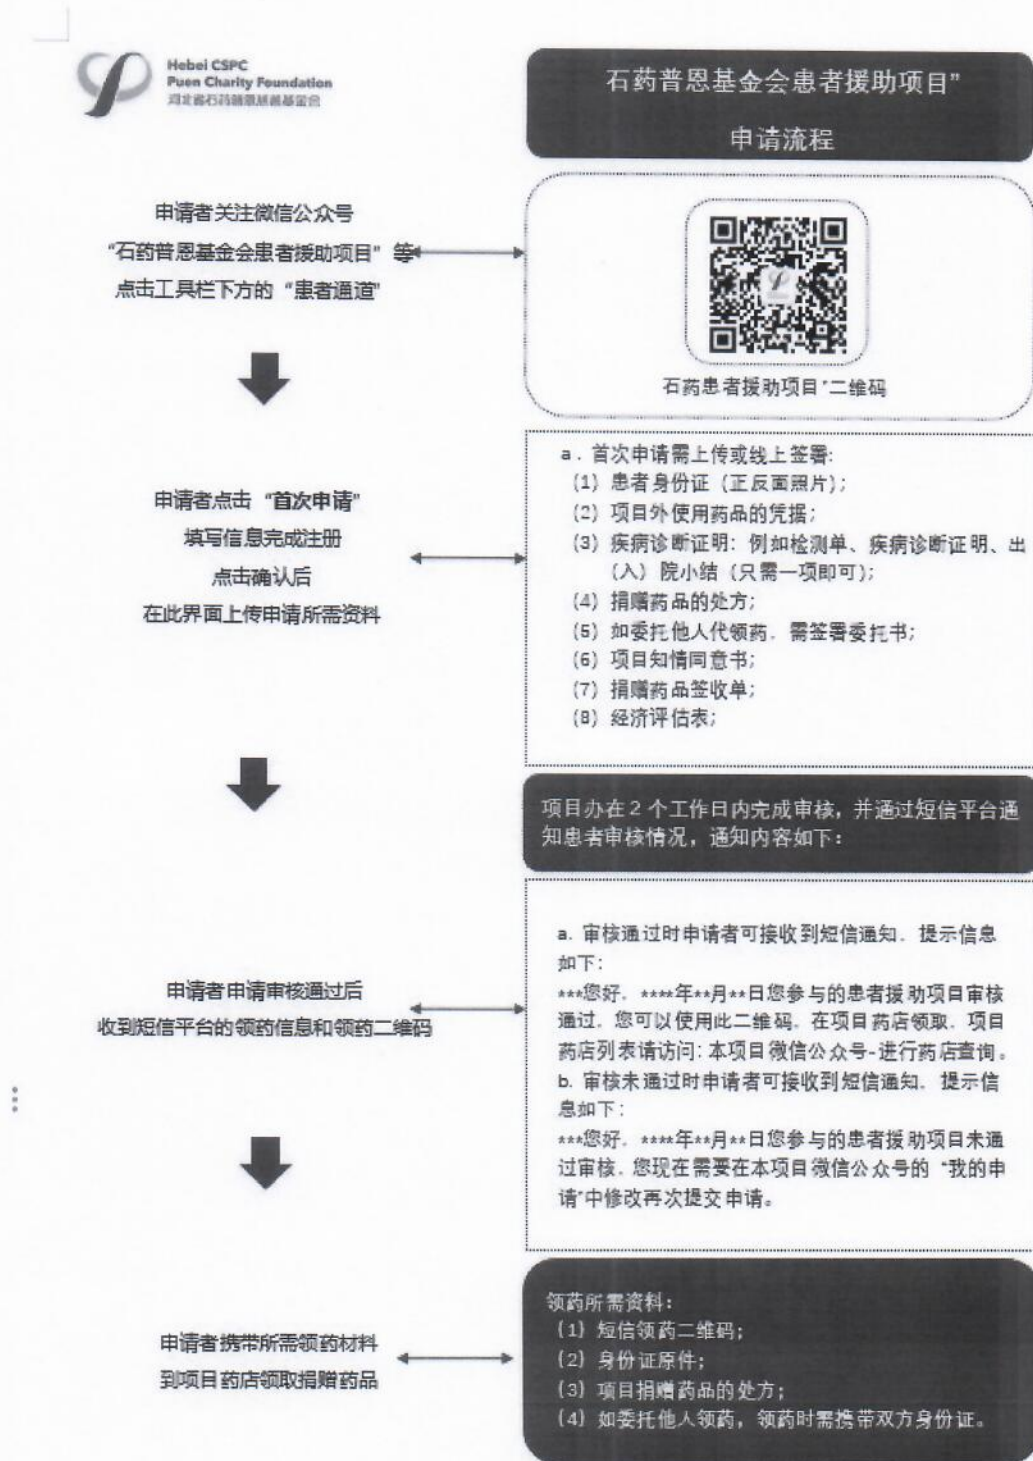 Hebei CSPC
Puen Charity Foundation
河北省石药普恩慈善基金会
石药普恩基金会患者援助项目”
申请流程
申请者关注微信公众号
“石药普恩基金会患者援助项目” 等
点击工具栏下方的 “患者通道”
石药患者援助项目”二维码
申请者点击 “首次申请”
填写信息完成注册
点击确认后
在此界面上传申请所需资料
a. 首次申请需上传或线上签署:
(1) 患者身份证 (正反面照片);
(2) 项目外使用药品的凭据;
(3) 疾病诊断证明: 例如检测单、疾病诊断证明、出
(入) 院小结 (只需一项即可);
(4) 捐赠药品的处方;
(5) 如委托他人代领药, 需签署委托书;
(6) 项目知情同意书;
(7) 捐赠药品签收单;
(8) 经济评估表;
项目办在 2 个工作日内完成审核, 并通过短信平台通
知患者审核情况, 通知内容如下:
申请者申请审核通过后
收到短信平台的领药信息和领药二维码
a. 审核通过时申请者可接收到短信通知. 提示信息
如下:
***您好. ****年**月**日您参与的患者援助项目审核
通过. 您可以使用此二维码. 在项目药店领取. 项目
药店列表请访问: 本项目微信公众号-进行药店查询。
b. 审核未通过时申请者可接收到短信通知. 提示信
息如下:
***您好. ****年**月**日您参与的患者援助项目未通
过审核. 您现在需要在本项目微信公众号的 “我的申
请”中修改再次提交申请。
申请者携带所需领药材料
到项目药店领取捐赠药品
领药所需资料:
(1) 短信领药二维码;
(2) 身份证原件;
(3) 项目捐赠药品的处方;
(4) 如委托他人领药, 领药时需携带双方身份证。